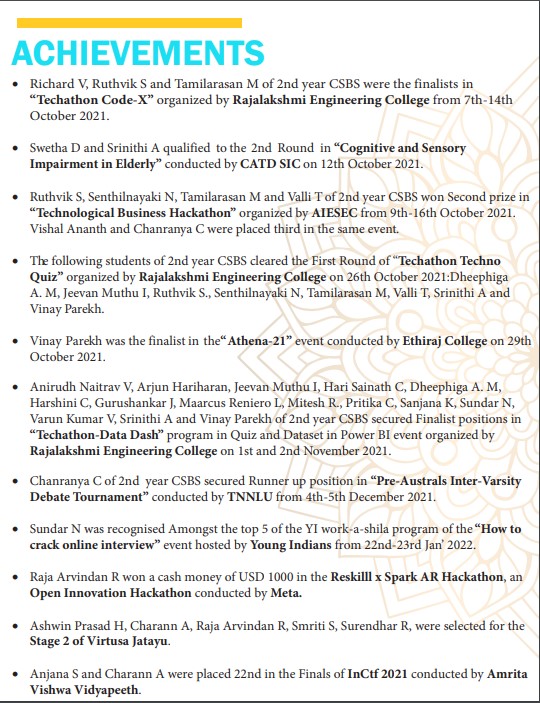 ACHIEVEMENTS
• Richard V, Ruthvik S and Tamilarasan M of 2nd year CSBS were the finalists in
“Techathon Code-X” organized by Rajalakshmi Engineering College from 7th-14th
October 2021.
• Swetha D and Srinithi A qualified to the 2nd Round in “Cognitive and Sensory
Impairment in Elderly” conducted by CATD SIC on 12th October 2021.
• Ruthvik S, Senthilnayaki N, Tamilarasan M and Valli T of 2nd year CSBS won Second prize in
“Technological Business Hackathon” organized by AIESEC from 9th-16th October 2021.
Vishal Ananth and Chanranya C were placed third in the same event.
• The following students of 2nd year CSBS cleared the First Round of “Techathon Techno
Quiz” organized by Rajalakshmi Engineering College on 26th October 2021:Dheephiga
A. M, Jeevan Muthu I, Ruthvik S., Senthilnayaki N, Tamilarasan M, Valli T, Srinithi A and
Vinay Parekh.
• Vinay Parekh was the finalist in the“Athena-21” event conducted by Ethiraj College on 29th
October 2021.
• Anirudh Naitrav V, Arjun Hariharan, Jeevan Muthu I, Hari Sainath C, Dheephiga A. M,
Harshini C, Gurushankar J, Maarcus Reniero L, Mitesh R., Pritika C, Sanjana K, Sundar N,
Varun Kumar V, Srinithi A and Vinay Parekh of 2nd year CSBS secured Finalist positions in
“Techathon-Data Dash” program in Quiz and Dataset in Power BI event organized by
Rajalakshmi Engineering College on 1st and 2nd November 2021.
• Chanranya C of 2nd year CSBS secured Runner up position in “Pre-Australs Inter-Varsity
Debate Tournament” conducted by TNNLU from 4th-5th December 2021.
• Sundar N was recognised Amongst the top 5 of the YI work-a-shila program of the “How to
crack online interview” event hosted by Young Indians from 22nd-23rd Jan’ 2022.
• Raja Arvindan R won a cash money of USD 1000 in the Reskilll x Spark AR Hackathon, an
Open Innovation Hackathon conducted by Meta.
• Ashwin Prasad H, Charann A, Raja Arvindan R, Smriti S, Surendhar R, were selected for the
Stage 2 of Virtusa Jatayu.
• Anjana S and Charann A were placed 22nd in the Finals of InCtf 2021 conducted by Amrita
Vishwa Vidyapeeth.